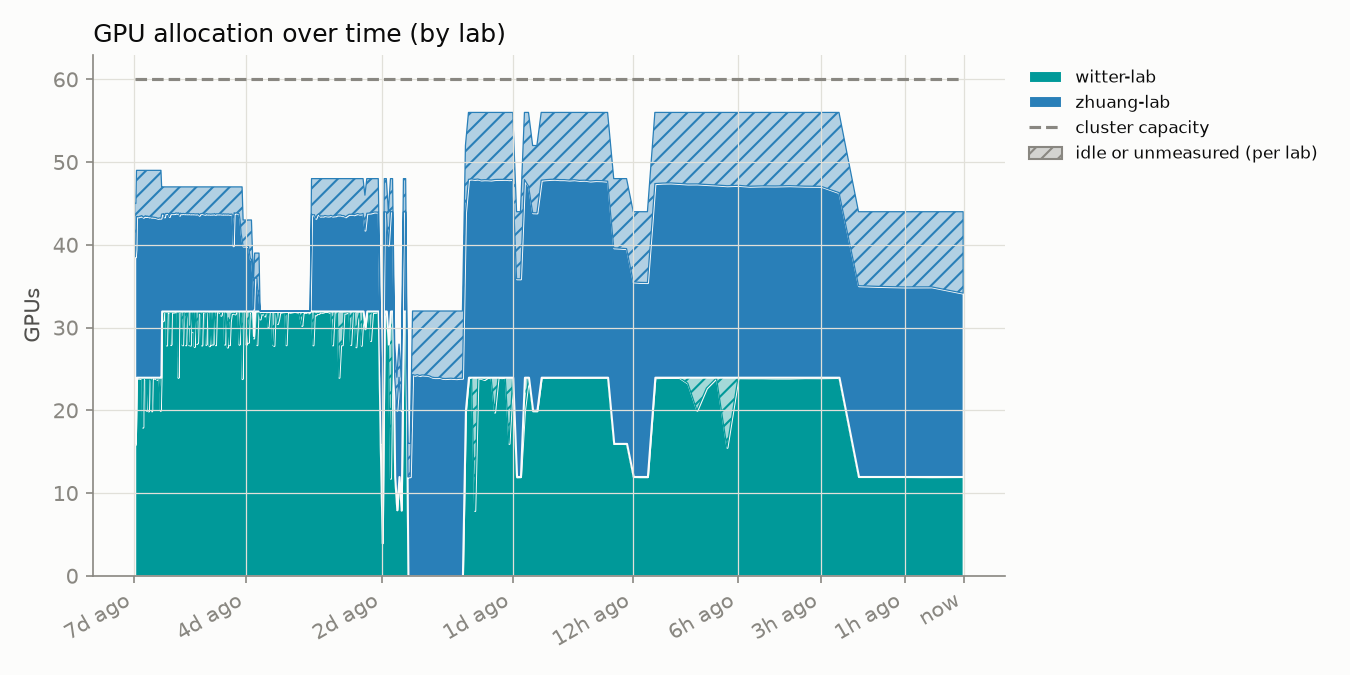 GPU allocation over time (by lab)
witter-lab
zhuang-lab
cluster capacity
idle or unmeasured (per lab)
GPUs
60
50
40
30
20
10
0
7d ago
4d ago
2d ago
1d ago
12h ago
6h ago
3h ago
1h ago
now